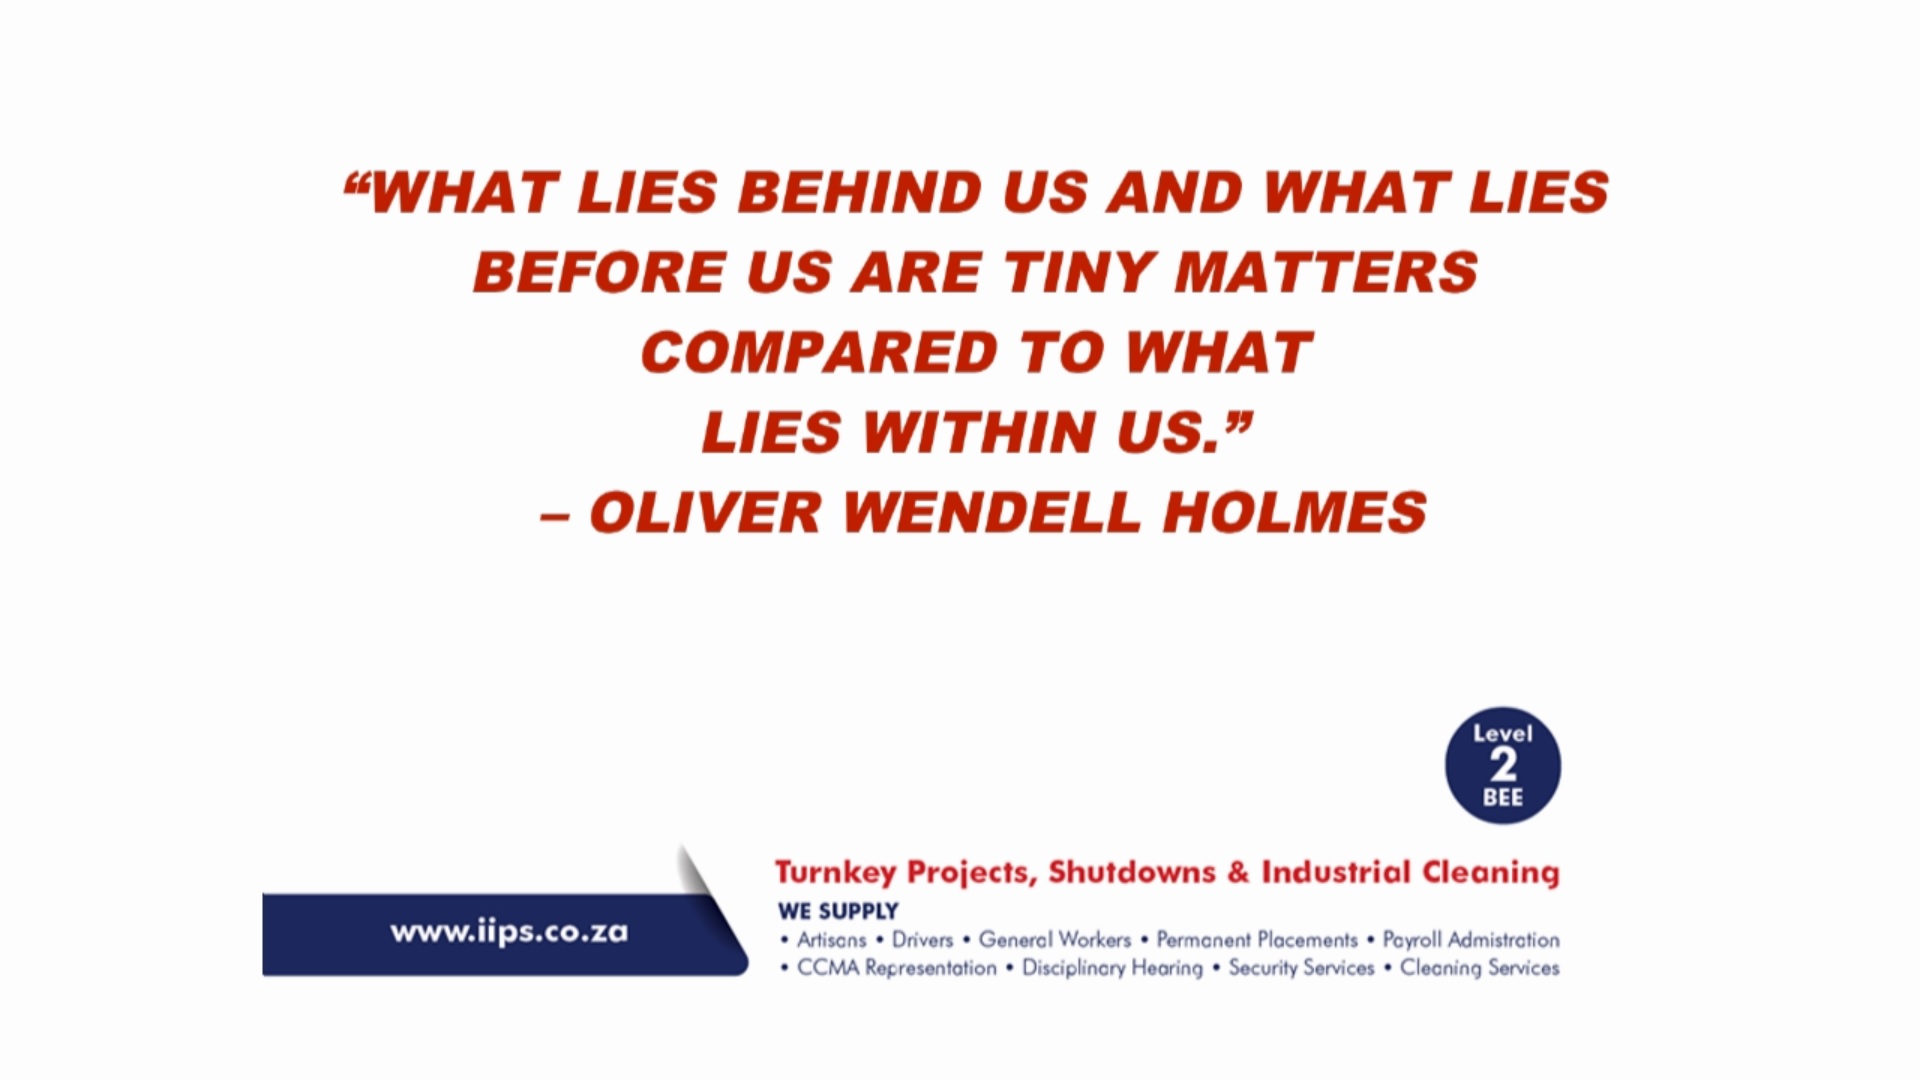 “WHAT LIES BEHIND US AND WHAT LIES
BEFORE US ARE TINY MATTERS
COMPARED TO WHAT
LIES WITHIN US.”
– OLIVER WENDELL HOLMES
Level
2
BEE
www.iips.co.za
Turnkey Projects, Shutdowns & Industrial Cleaning
WE SUPPLY
• Artisans • Drivers • General Workers • Permanent Placements • Payroll Admistration
• CCMA Representation • Disciplinary Hearing • Security Services • Cleaning Services